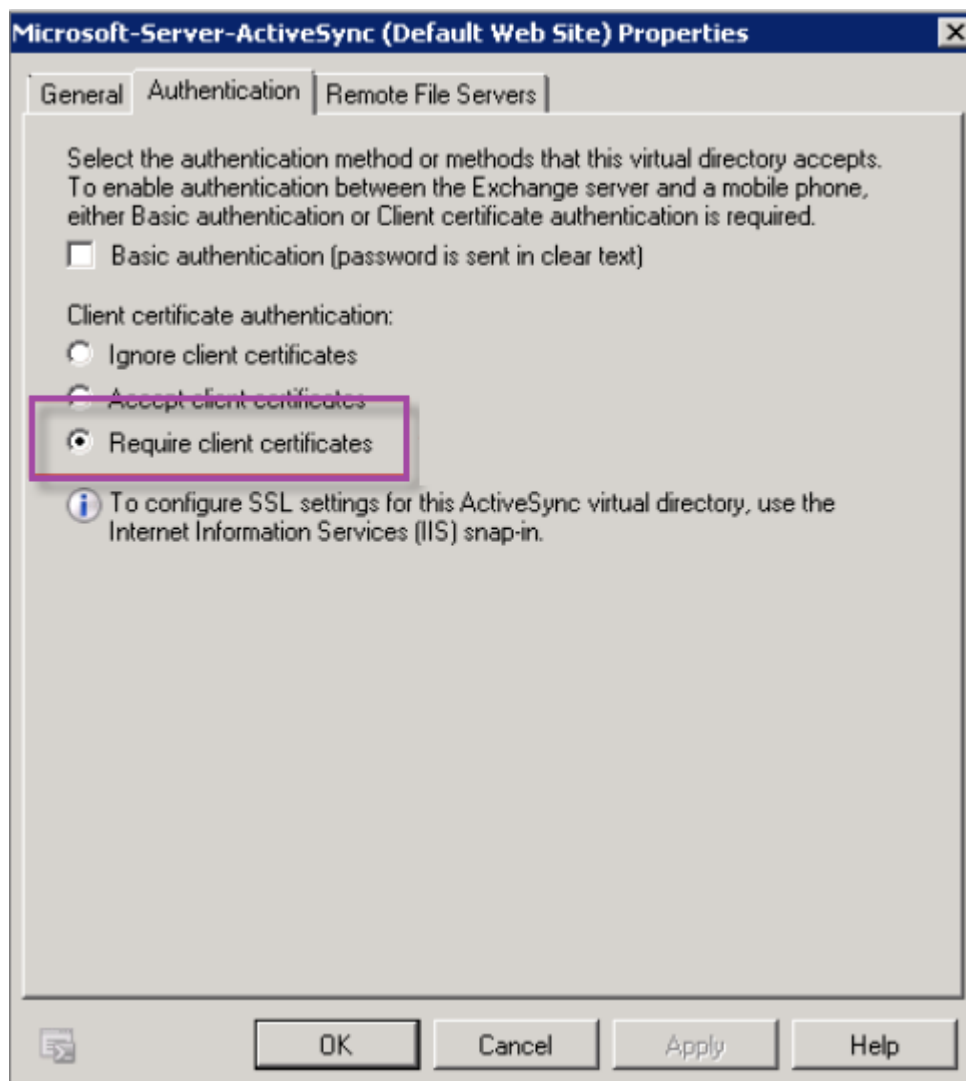 Microsoft-Server-ActiveSync (Default Web Site) Properties
General Authentication Remote File Servers
Select the authentication method or methods that this virtual directory accepts.
To enable authentication between the Exchange server and a mobile phone,
either Basic authentication or Client certificate authentication is required.
Basic authentication (password is sent in clear text)
Client certificate authentication:
Ignore client certificates
Accept client certificates
Require client certificates
To configure SSL settings for this ActiveSync virtual directory, use the
Internet Information Services (IIS) snap-in.
OK Cancel Apply Help